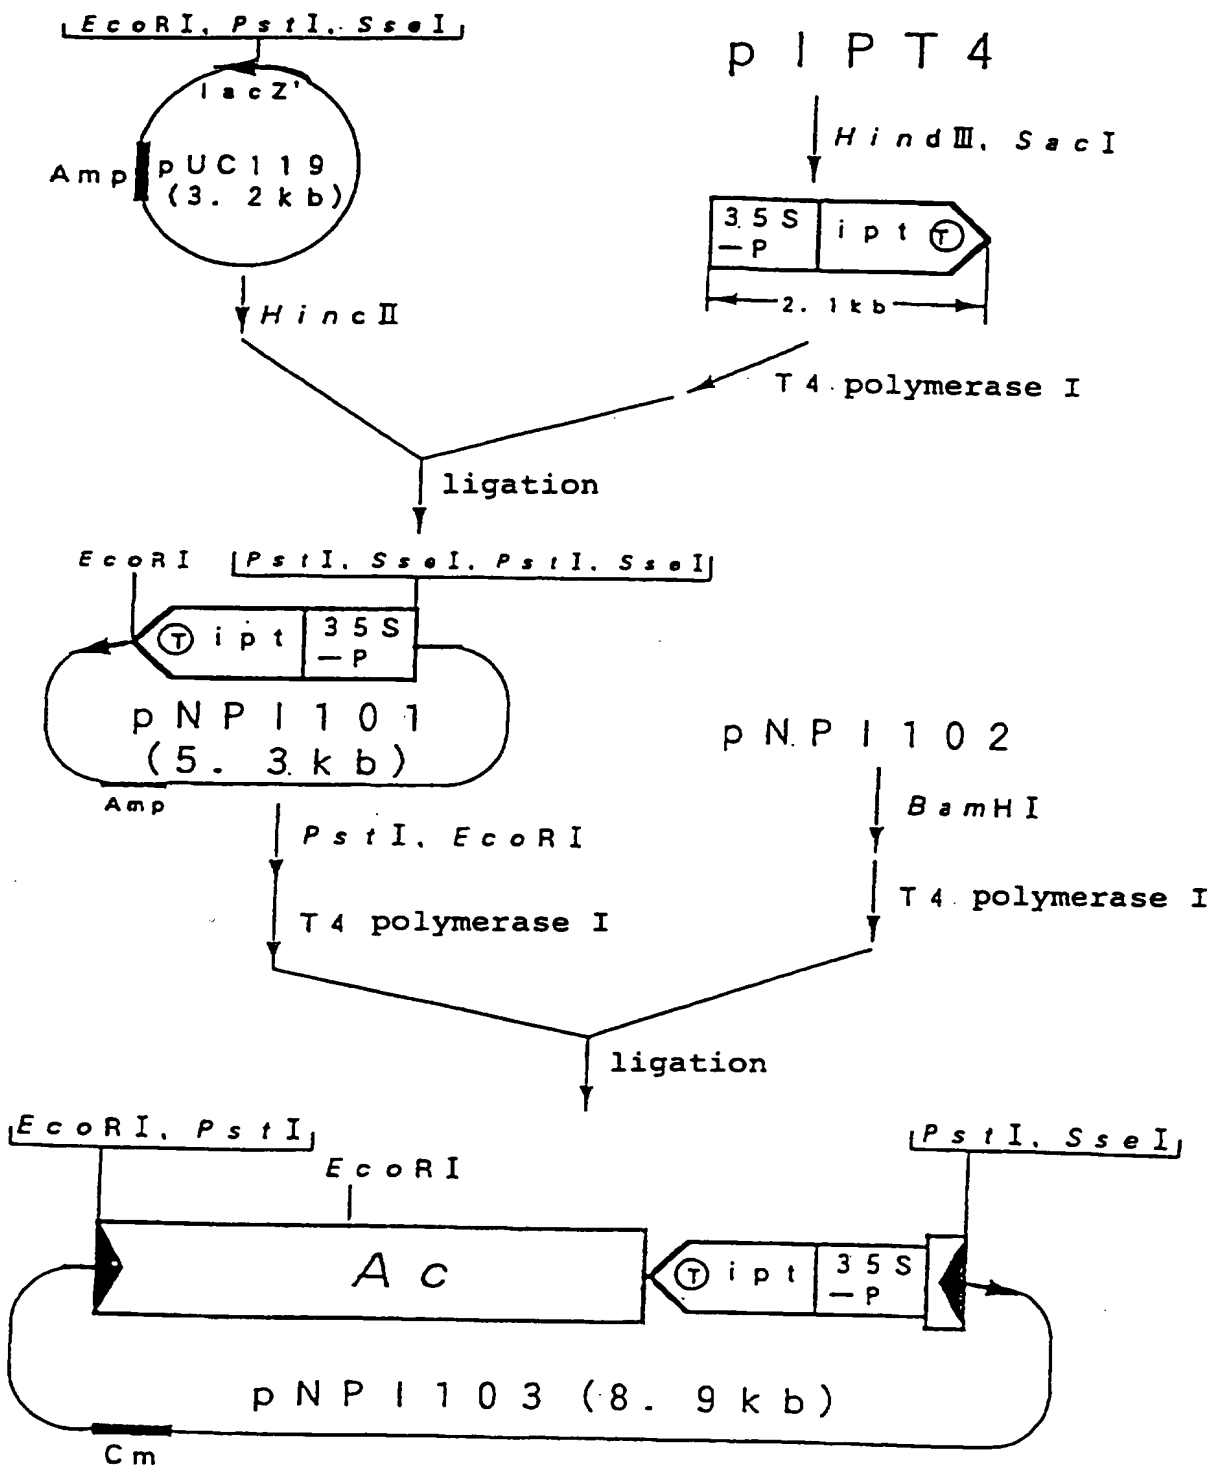 EcoRI, PstI, SseI
lacZ'
Amp
pUC119
(3. 2kb)
HincII
pIPT4
HindIII, SacI
35S
-P
ipt
T
2. 1kb
T4 polymerase I
ligation
EcoRI
PstI, SseI, PstI, SseI
T
ipt
35S
-P
pNPI101
(5. 3kb)
Amp
pNPI102
PstI, EcoRI
BamHI
T4 polymerase I
T4 polymerase I
ligation
EcoRI, PstI
EcoRI
PstI, SseI
Ac
T
ipt
35S
-P
pNPI103 (8. 9kb)
Cm